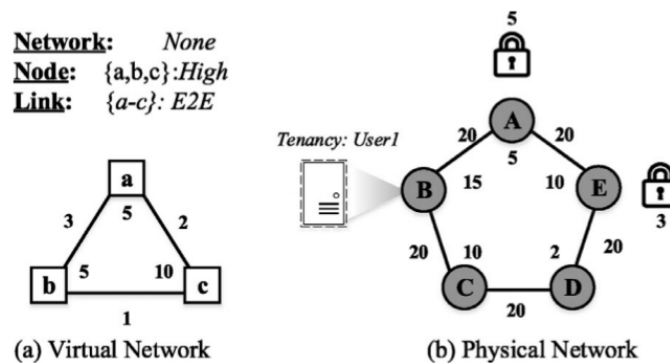 Network: None
Node: {a,b,c}:High
Link: {a-c}: E2E
a
5
3
2
5
10
b
c
1
(a) Virtual Network
5
A
20
20
5
Tenancy: User1
B
15
10
E
3
20
10
2
20
C
D
20
(b) Physical Network